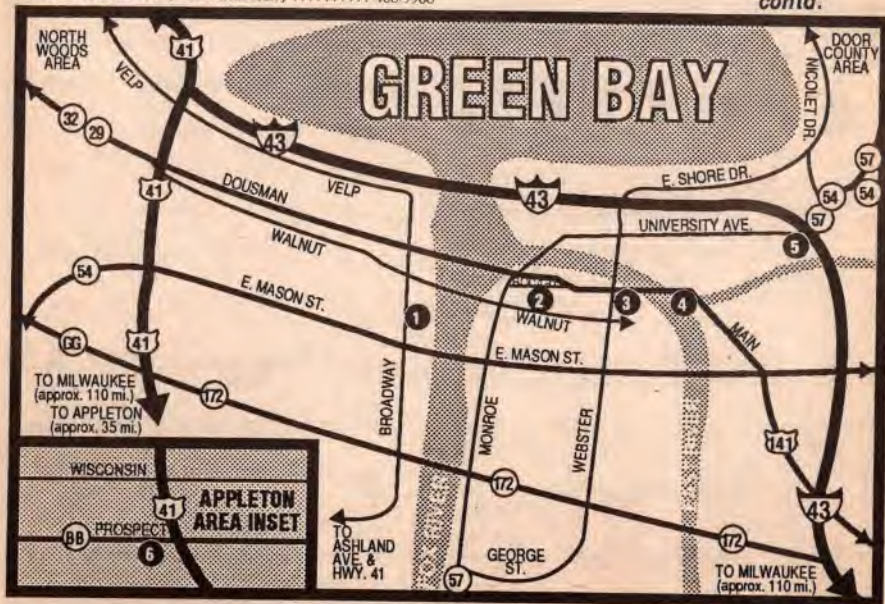 contd.
NORTH
WOODS
AREA
41
VELP
GREEN BAY
DOOR
COUNTY
AREA
NICOLET DR.
32
29
43
41
DOUSMAN
VELP
43
E. SHORE DR.
57
54
54
57
UNIVERSITY AVE.
5
WALNUT
54
E. MASON ST.
1
2
3
4
WALNUT
MAIN
41
GG
E. MASON ST.
TO MILWAUKEE
(approx. 110 mi.)
TO APPLETON
(approx. 35 mi.)
172
BROADWAY
MONROE
WEBSTER
141
WISCONSIN
41
APPLETON
AREA INSET
BB
PROSPECT
6
172
43
FOX RIVER
TO
ASHLAND
AVE. &
HWY. 41
GEORGE
ST.
57
172
TO MILWAUKEE
(approx. 110 mi.)